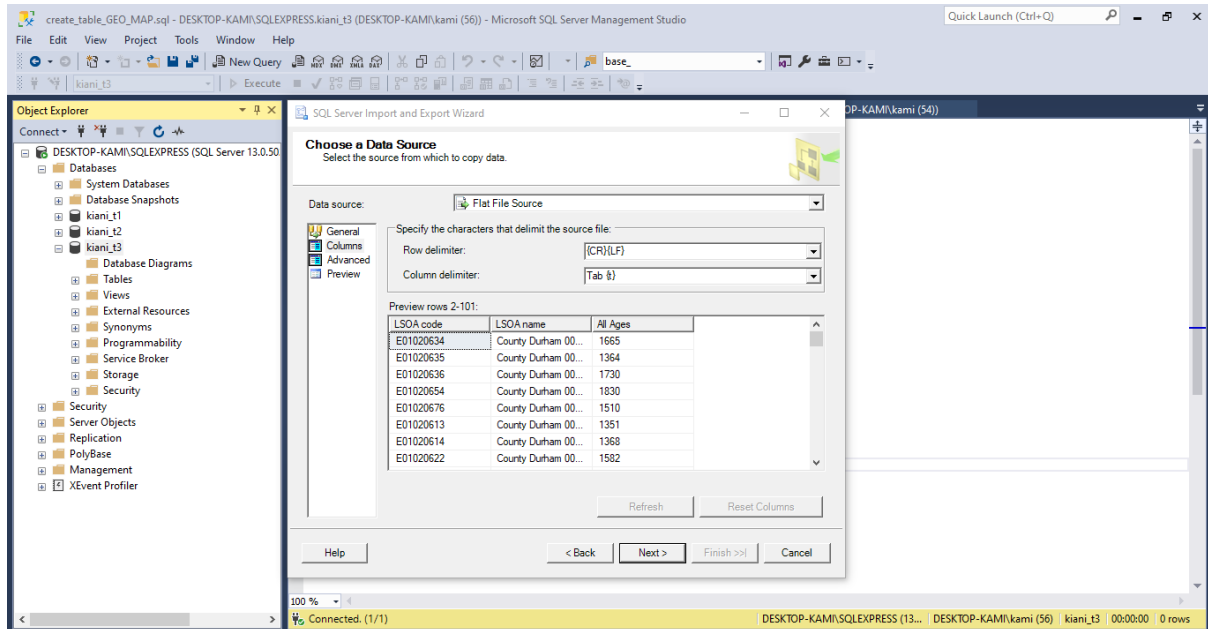 create_table_GEO_MAP.sql - DESKTOP-KAMI\SQLEXPRESS.kiani_t3 (DESKTOP-KAMI\kami (56)) - Microsoft SQL Server Management Studio
Quick Launch (Ctrl+Q)
File Edit View Project Tools Window Help
New Query
base_
kiani_t3
Execute
Object Explorer
Connect
DESKTOP-KAMI\SQLEXPRESS (SQL Server 13.0.50
Databases
System Databases
Database Snapshots
kiani_t1
kiani_t2
kiani_t3
Database Diagrams
Tables
Views
External Resources
Synonyms
Programmability
Service Broker
Storage
Security
Security
Server Objects
Replication
PolyBase
Management
XEvent Profiler
OP-KAMI\kami (54))
SQL Server Import and Export Wizard
Choose a Data Source
Select the source from which to copy data.
Data source: Flat File Source
General
Columns
Advanced
Preview
Specify the characters that delimit the source file:
Row delimiter: {CR}{LF}
Column delimiter: Tab {t}
Preview rows 2-101:
LSOA code LSOA name All Ages
E01020634 County Durham 00... 1665
E01020635 County Durham 00... 1364
E01020636 County Durham 00... 1730
E01020654 County Durham 00... 1830
E01020676 County Durham 00... 1510
E01020613 County Durham 00... 1351
E01020614 County Durham 00... 1368
E01020622 County Durham 00... 1582
Refresh Reset Columns
Help < Back Next > Finish >>| Cancel
100 %
Connected. (1/1) DESKTOP-KAMI\SQLEXPRESS (13... DESKTOP-KAMI\kami (56) kiani_t3 00:00:00 0 rows